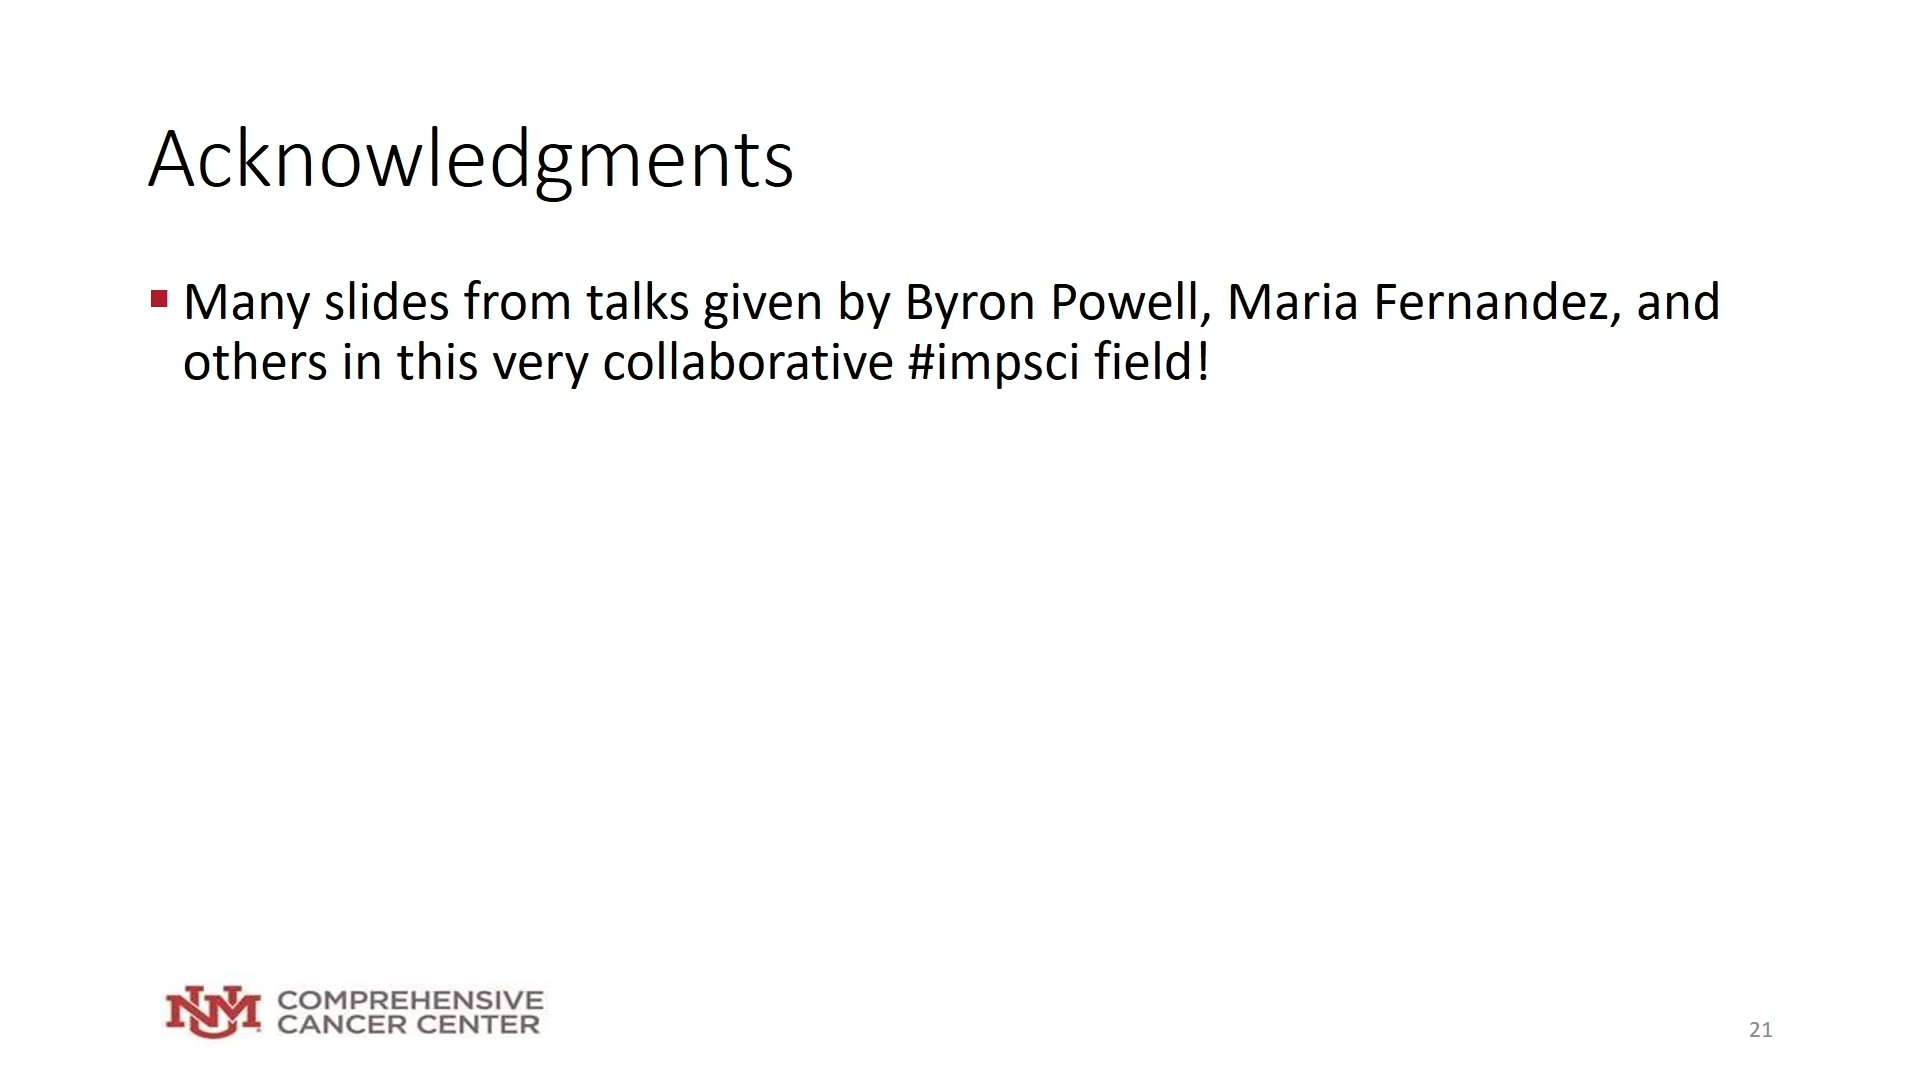 Acknowledgments
▪ Many slides from talks given by Byron Powell, Maria Fernandez, and
others in this very collaborative #impsci field!
UNM COMPREHENSIVE
CANCER CENTER
21